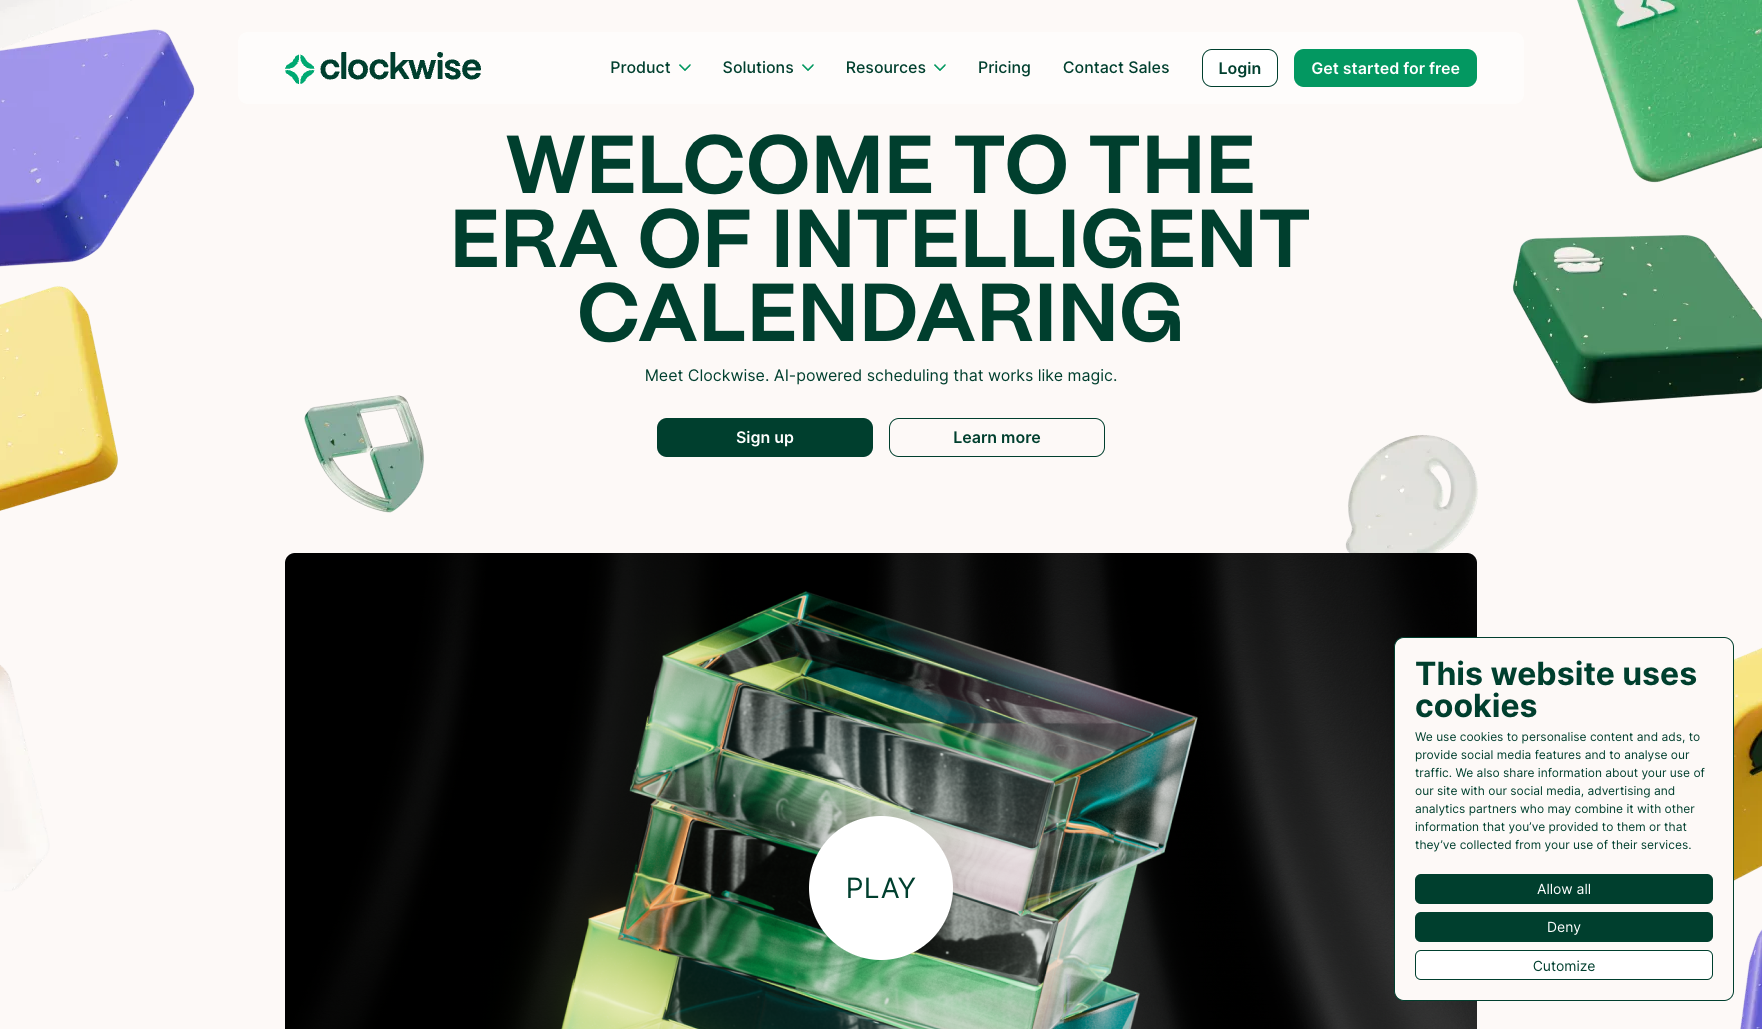 clockwise
Product
Solutions
Resources
Pricing
Contact Sales
Login
Get started for free
WELCOME TO THE
ERA OF INTELLIGENT
CALENDARING
Meet Clockwise. AI-powered scheduling that works like magic.
Sign up
Learn more
PLAY
This website uses
cookies
We use cookies to personalise content and ads, to
provide social media features and to analyse our
traffic. We also share information about your use of
our site with our social media, advertising and
analytics partners who may combine it with other
information that you’ve provided to them or that
they’ve collected from your use of their services.
Allow all
Deny
Cutomize